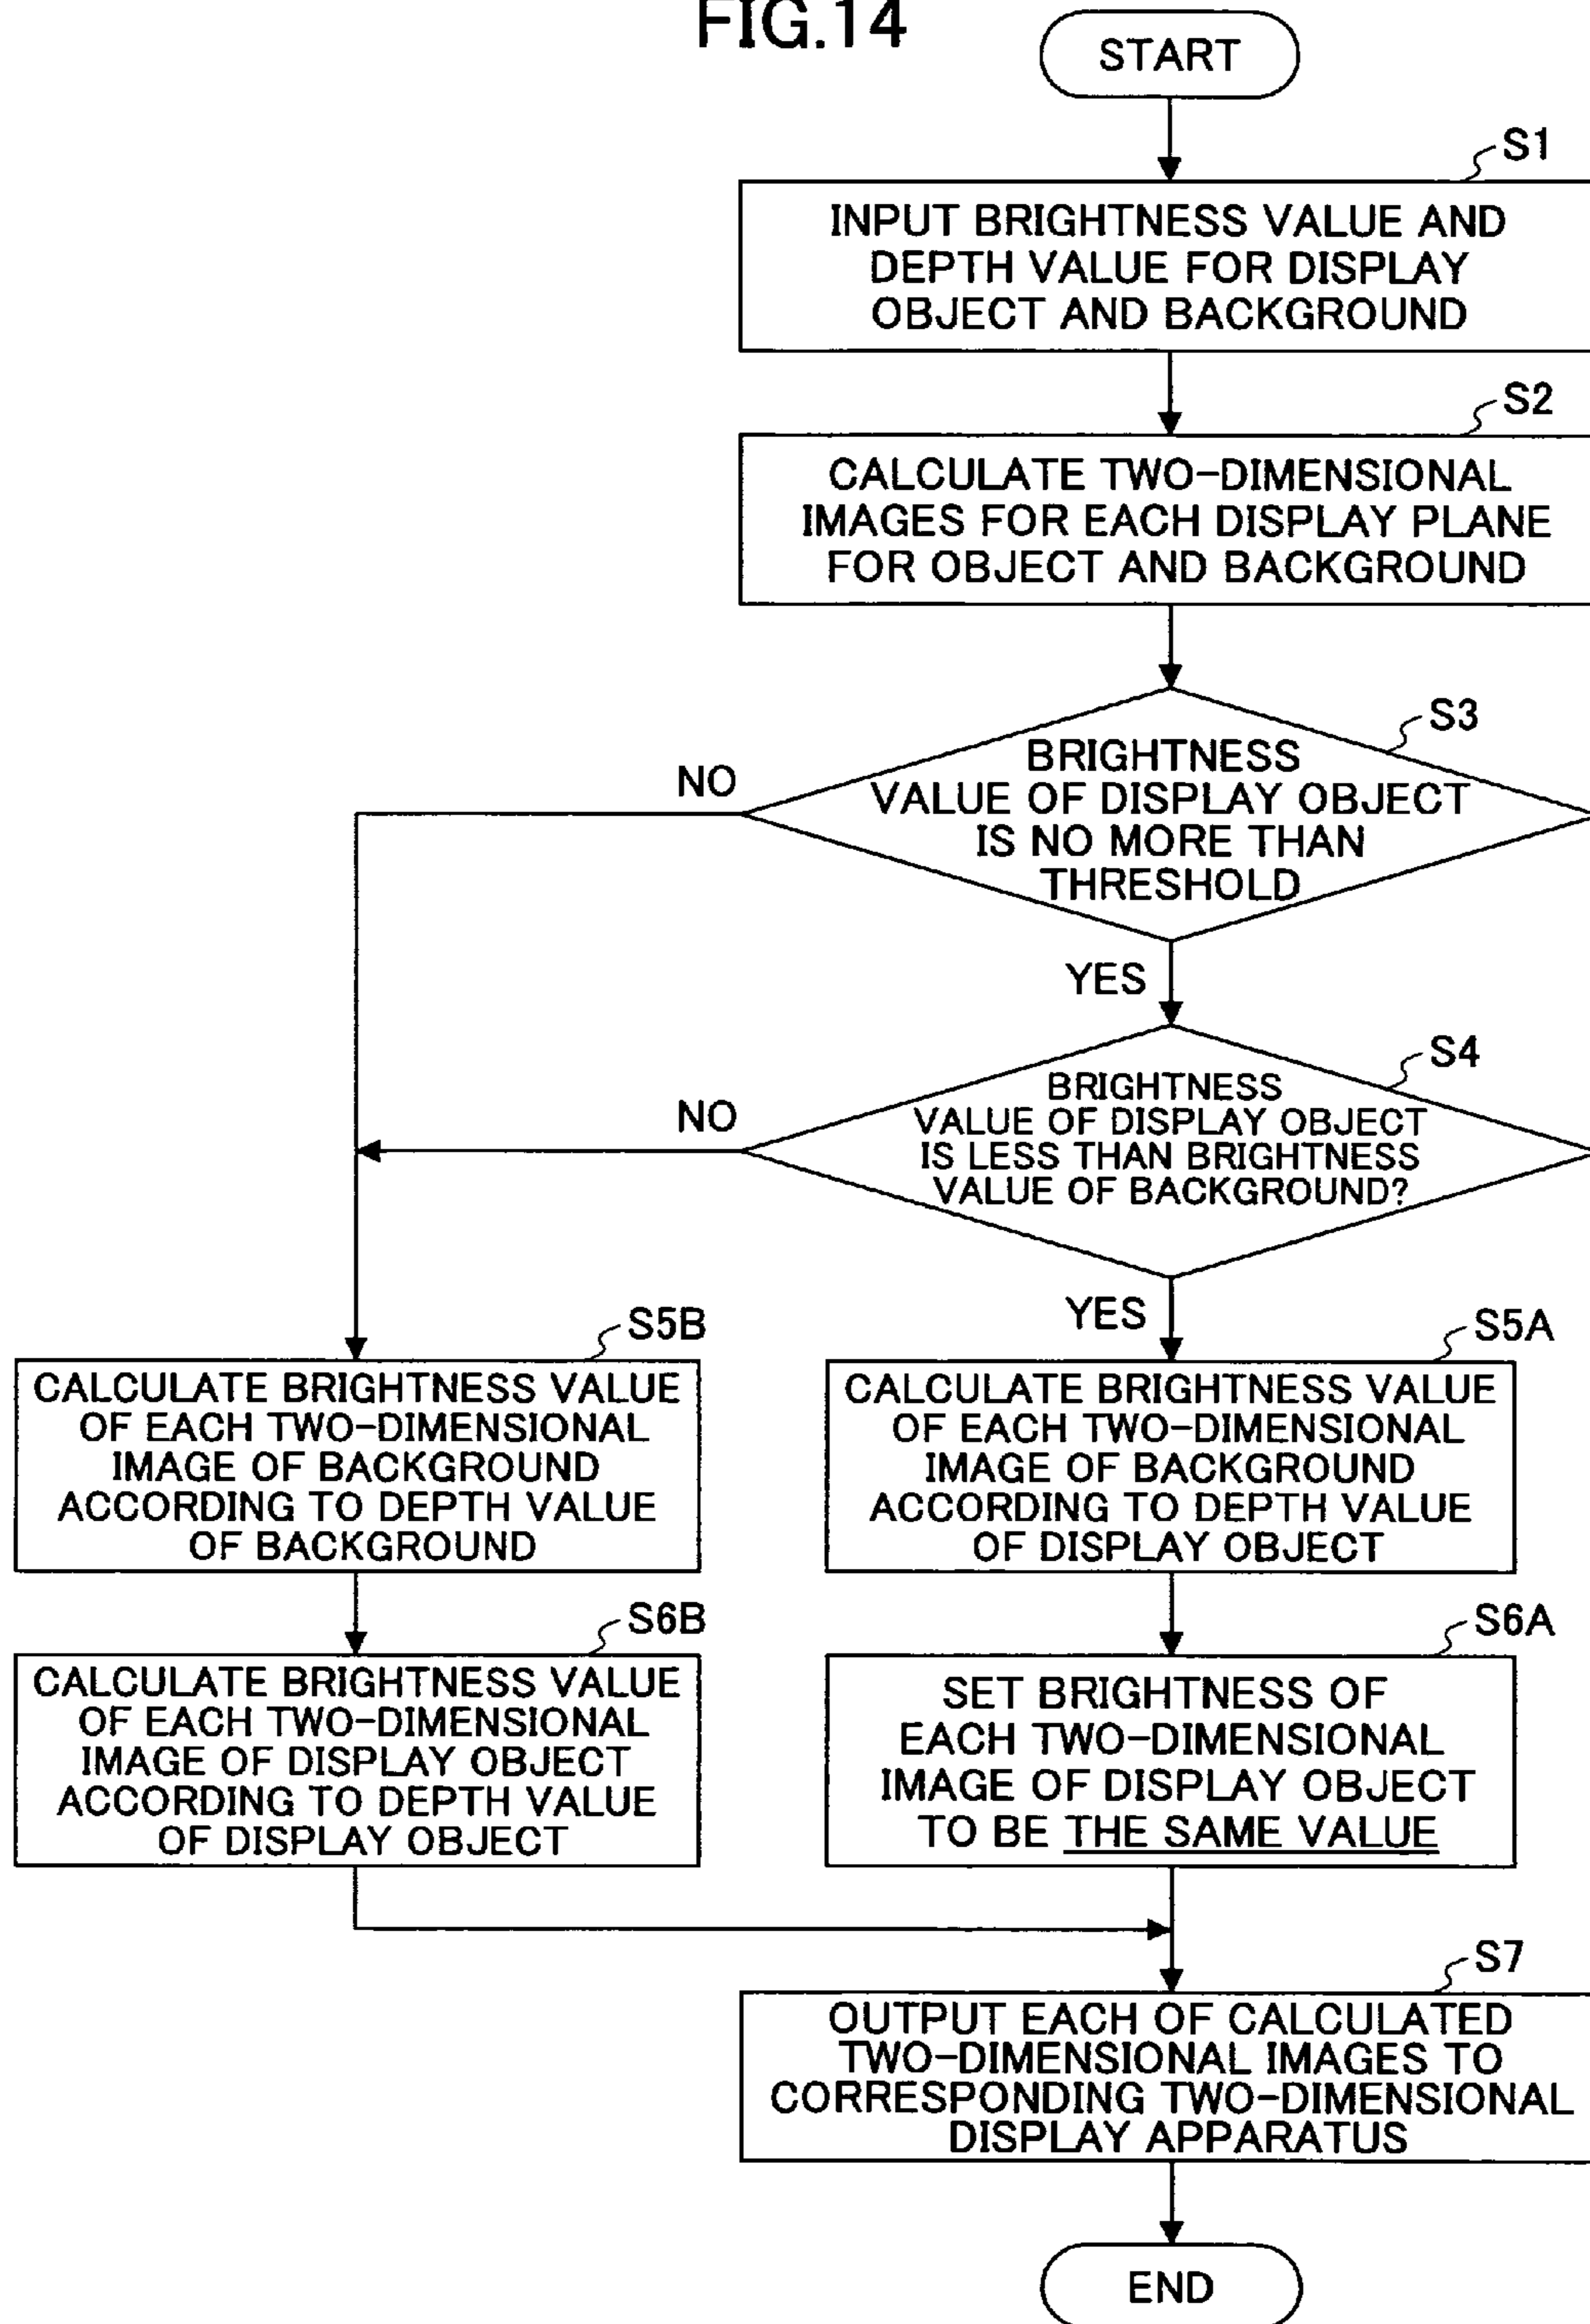 FIG.14
START
S1
INPUT BRIGHTNESS VALUE AND
DEPTH VALUE FOR DISPLAY
OBJECT AND BACKGROUND
S2
CALCULATE TWO-DIMENSIONAL
IMAGES FOR EACH DISPLAY PLANE
FOR OBJECT AND BACKGROUND
S3
BRIGHTNESS
VALUE OF DISPLAY OBJECT
IS NO MORE THAN
THRESHOLD
NO
YES
S4
BRIGHTNESS
VALUE OF DISPLAY OBJECT
IS LESS THAN BRIGHTNESS
VALUE OF BACKGROUND?
NO
YES
S5B
CALCULATE BRIGHTNESS VALUE
OF EACH TWO-DIMENSIONAL
IMAGE OF BACKGROUND
ACCORDING TO DEPTH VALUE
OF BACKGROUND
S5A
CALCULATE BRIGHTNESS VALUE
OF EACH TWO-DIMENSIONAL
IMAGE OF BACKGROUND
ACCORDING TO DEPTH VALUE
OF DISPLAY OBJECT
S6B
CALCULATE BRIGHTNESS VALUE
OF EACH TWO-DIMENSIONAL
IMAGE OF DISPLAY OBJECT
ACCORDING TO DEPTH VALUE
OF DISPLAY OBJECT
S6A
SET BRIGHTNESS OF
EACH TWO-DIMENSIONAL
IMAGE OF DISPLAY OBJECT
TO BE THE SAME VALUE
S7
OUTPUT EACH OF CALCULATED
TWO-DIMENSIONAL IMAGES TO
CORRESPONDING TWO-DIMENSIONAL
DISPLAY APPARATUS
END